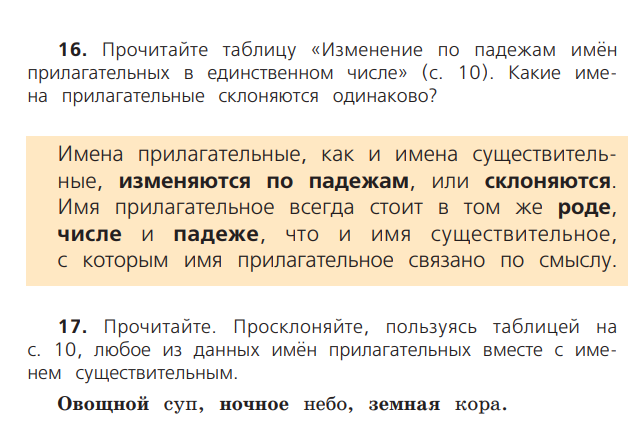 16. Прочитайте таблицу «Изменение по падежам имён
прилагательных в единственном числе» (с. 10). Какие име-
на прилагательные склоняются одинаково?
Имена прилагательные, как и имена существитель-
ные, изменяются по падежам, или склоняются.
Имя прилагательное всегда стоит в том же роде,
числе и падеже, что и имя существительное,
с которым имя прилагательное связано по смыслу.
17. Прочитайте. Просклоняйте, пользуясь таблицей на
с. 10, любое из данных имён прилагательных вместе с име-
нем существительным.
Овощной суп, ночное небо, земная кора.